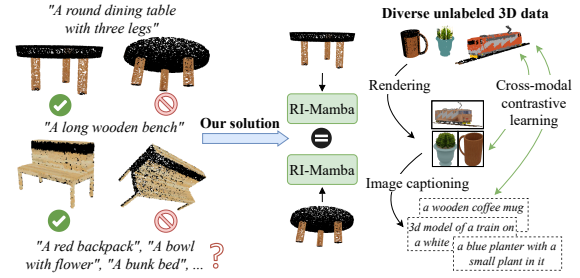 "A round dining table
with three legs"
"A long wooden bench"
"A red backpack", "A bowl
with flower", "A bunk bed", ...
?
Our solution
RI-Mamba
=
RI-Mamba
Diverse unlabeled 3D data
Rendering
Cross-modal
contrastive
learning
Image captioning
a wooden coffee mug
3d model of a train on
a white
a blue planter with a
small plant in it